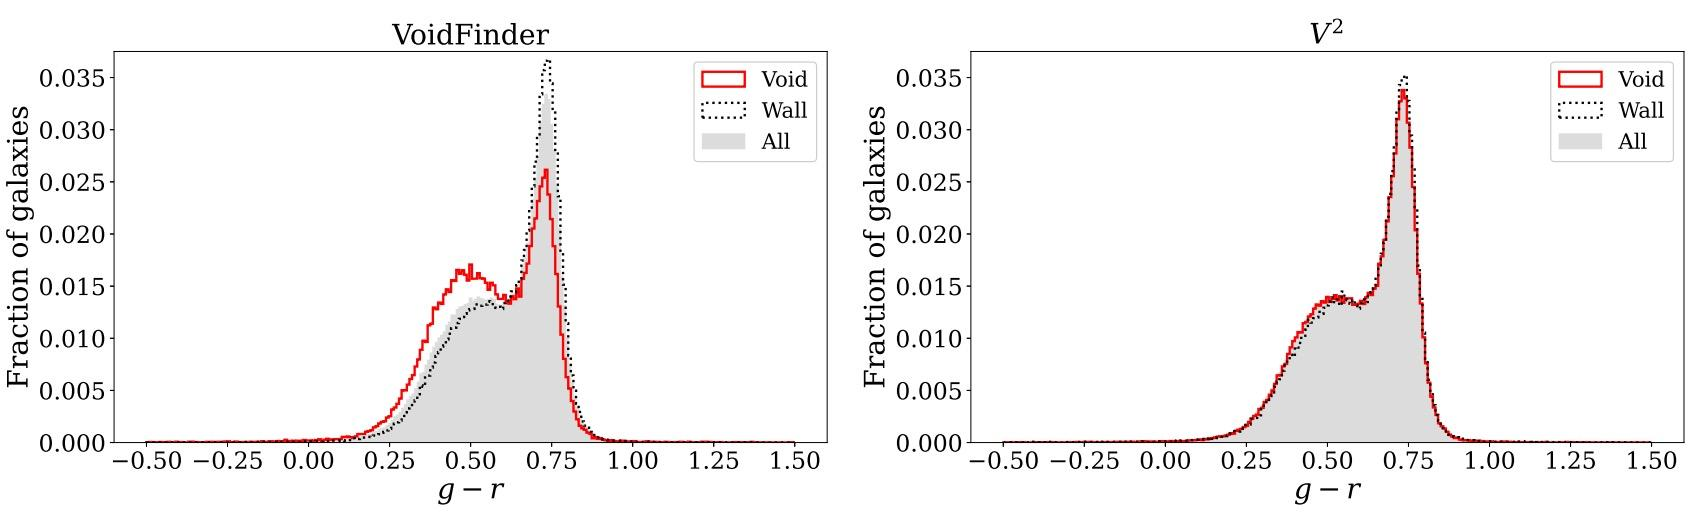 VoidFinder
Fraction of galaxies
0.035
0.030
0.025
0.020
0.015
0.010
0.005
0.000
−0.50 −0.25 0.00 0.25 0.50 0.75 1.00 1.25 1.50
g − r
Void
Wall
All
V²
Fraction of galaxies
0.035
0.030
0.025
0.020
0.015
0.010
0.005
0.000
−0.50 −0.25 0.00 0.25 0.50 0.75 1.00 1.25 1.50
g − r
Void
Wall
All